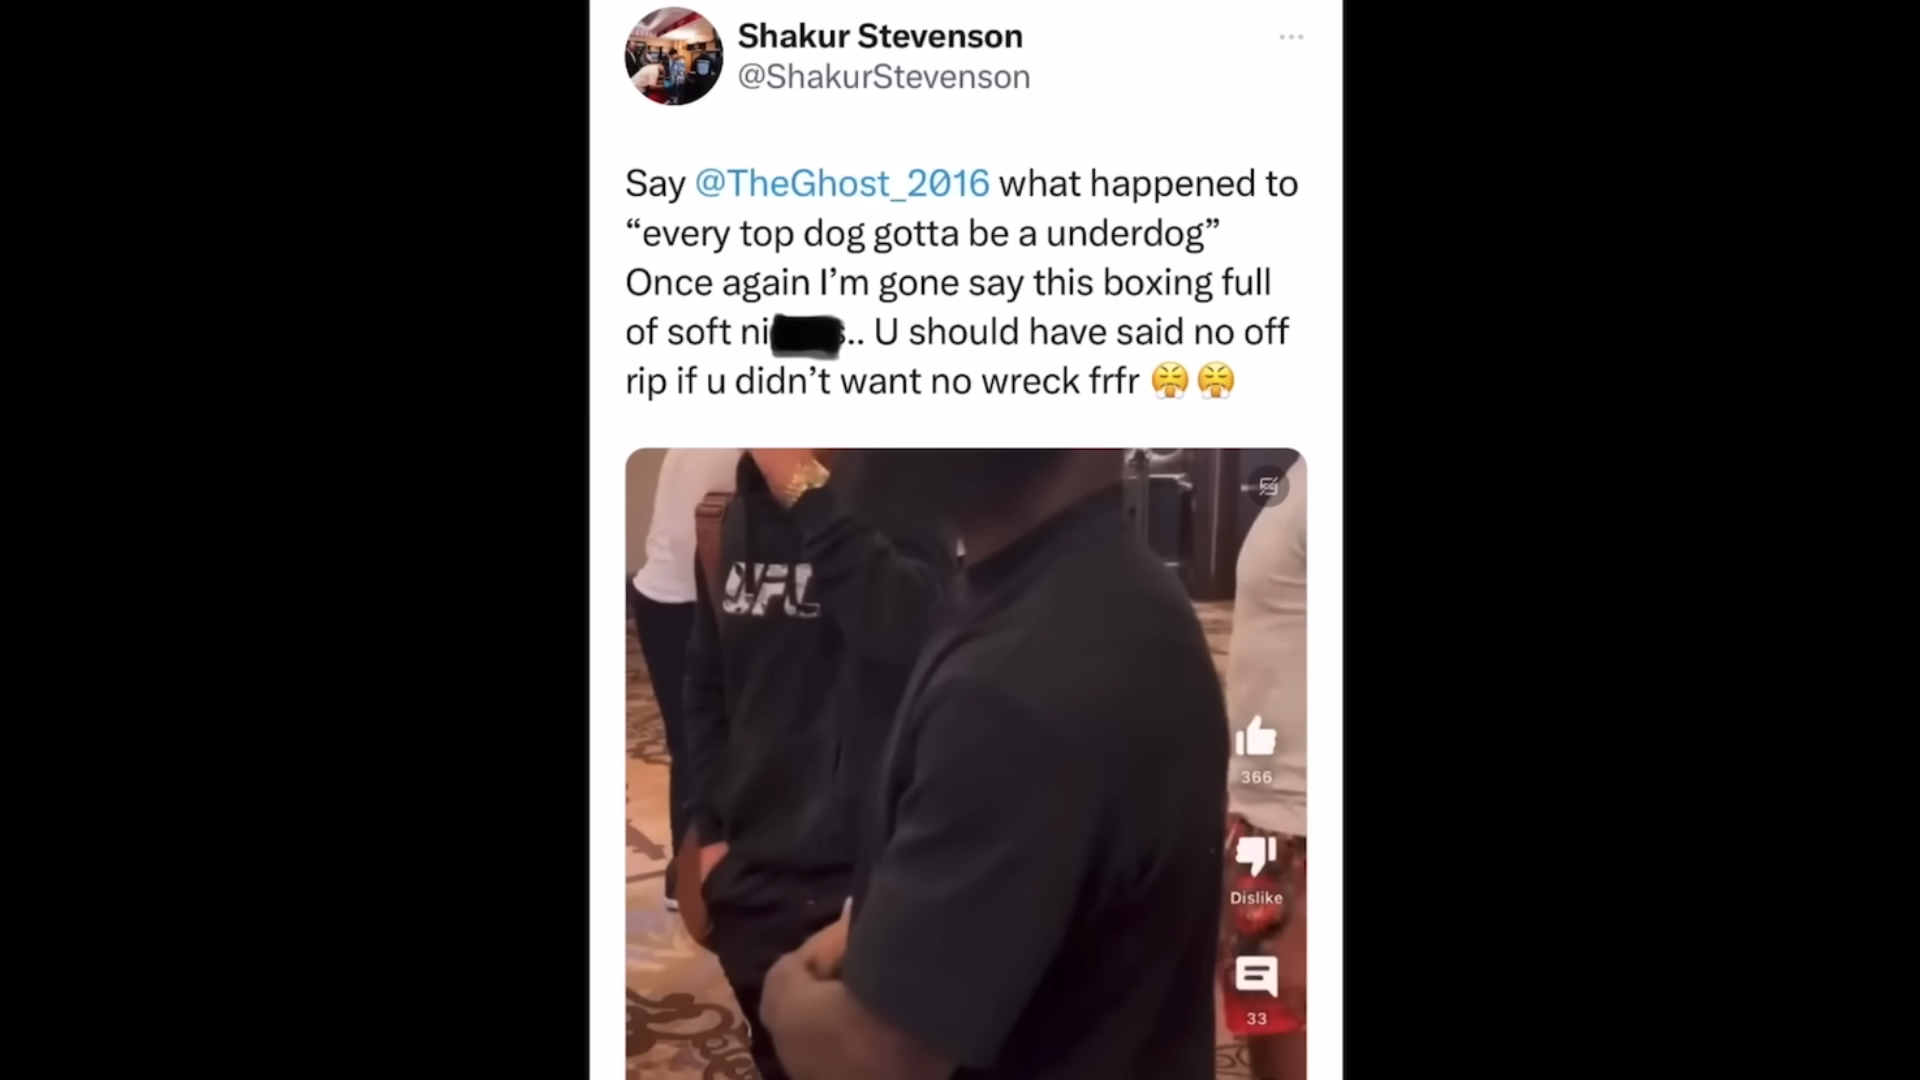 Shakur Stevenson
@ShakurStevenson
Say @TheGhost_2016 what happened to
“every top dog gotta be a underdog”
Once again I’m gone say this boxing full
of soft ni s.. U should have said no off
rip if u didn’t want no wreck frfr 😤😤
UFC
366
Dislike
33